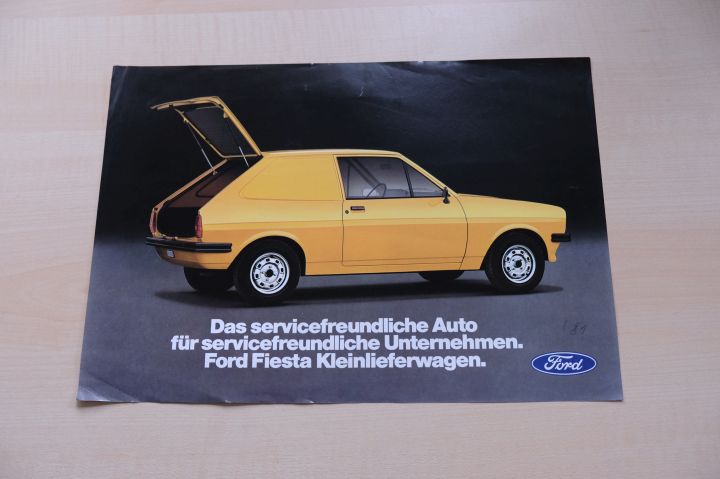 Das servicefreundliche Auto
für servicefreundliche Unternehmen.
Ford Fiesta Kleinlieferwagen.
Ford